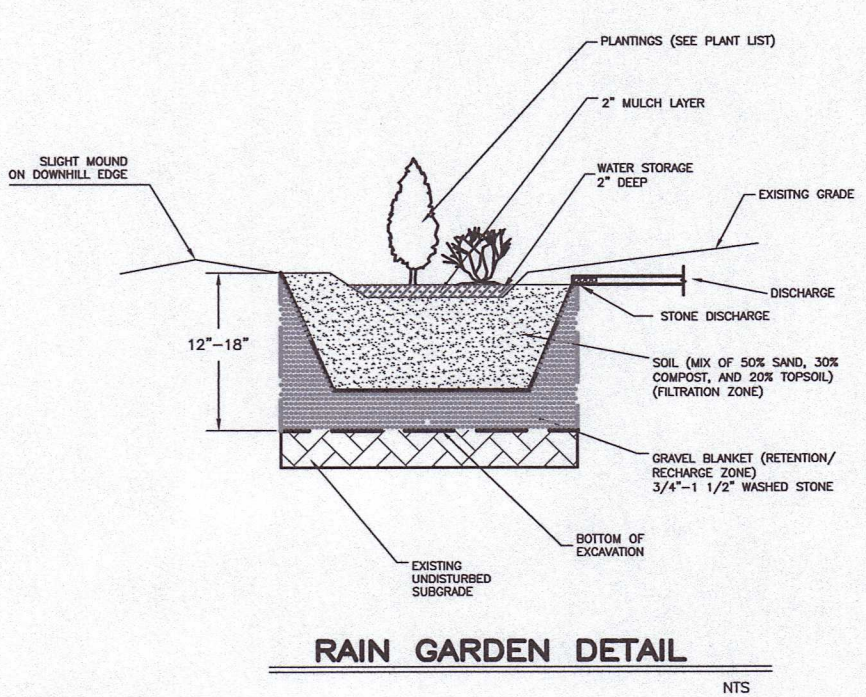 PLANTINGS (SEE PLANT LIST)
2" MULCH LAYER
SLIGHT MOUND
ON DOWNHILL EDGE
WATER STORAGE
2" DEEP
EXISITNG GRADE
DISCHARGE
STONE DISCHARGE
12"-18"
SOIL (MIX OF 50% SAND, 30%
COMPOST, AND 20% TOPSOIL)
(FILTRATION ZONE)
GRAVEL BLANKET (RETENTION/
RECHARGE ZONE)
3/4"-1 1/2" WASHED STONE
BOTTOM OF
EXCAVATION
EXISTING
UNDISTURBED
SUBGRADE
RAIN GARDEN DETAIL
NTS